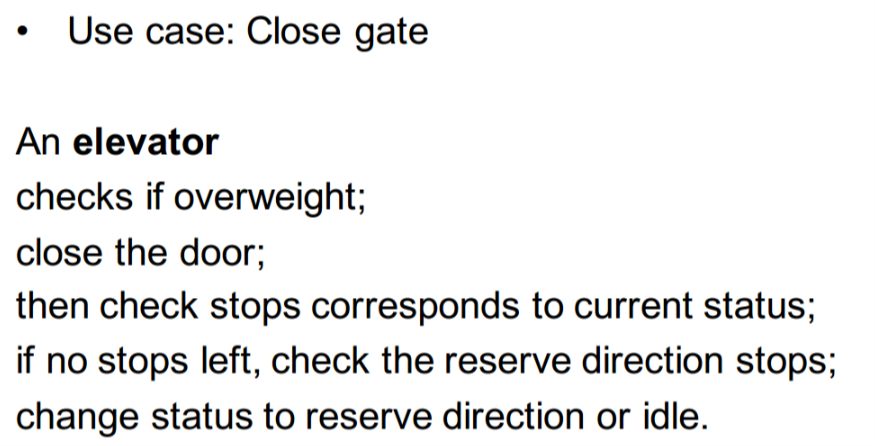 • Use case: Close gate
An elevator
checks if overweight;
close the door;
then check stops corresponds to current status;
if no stops left, check the reserve direction stops;
change status to reserve direction or idle.